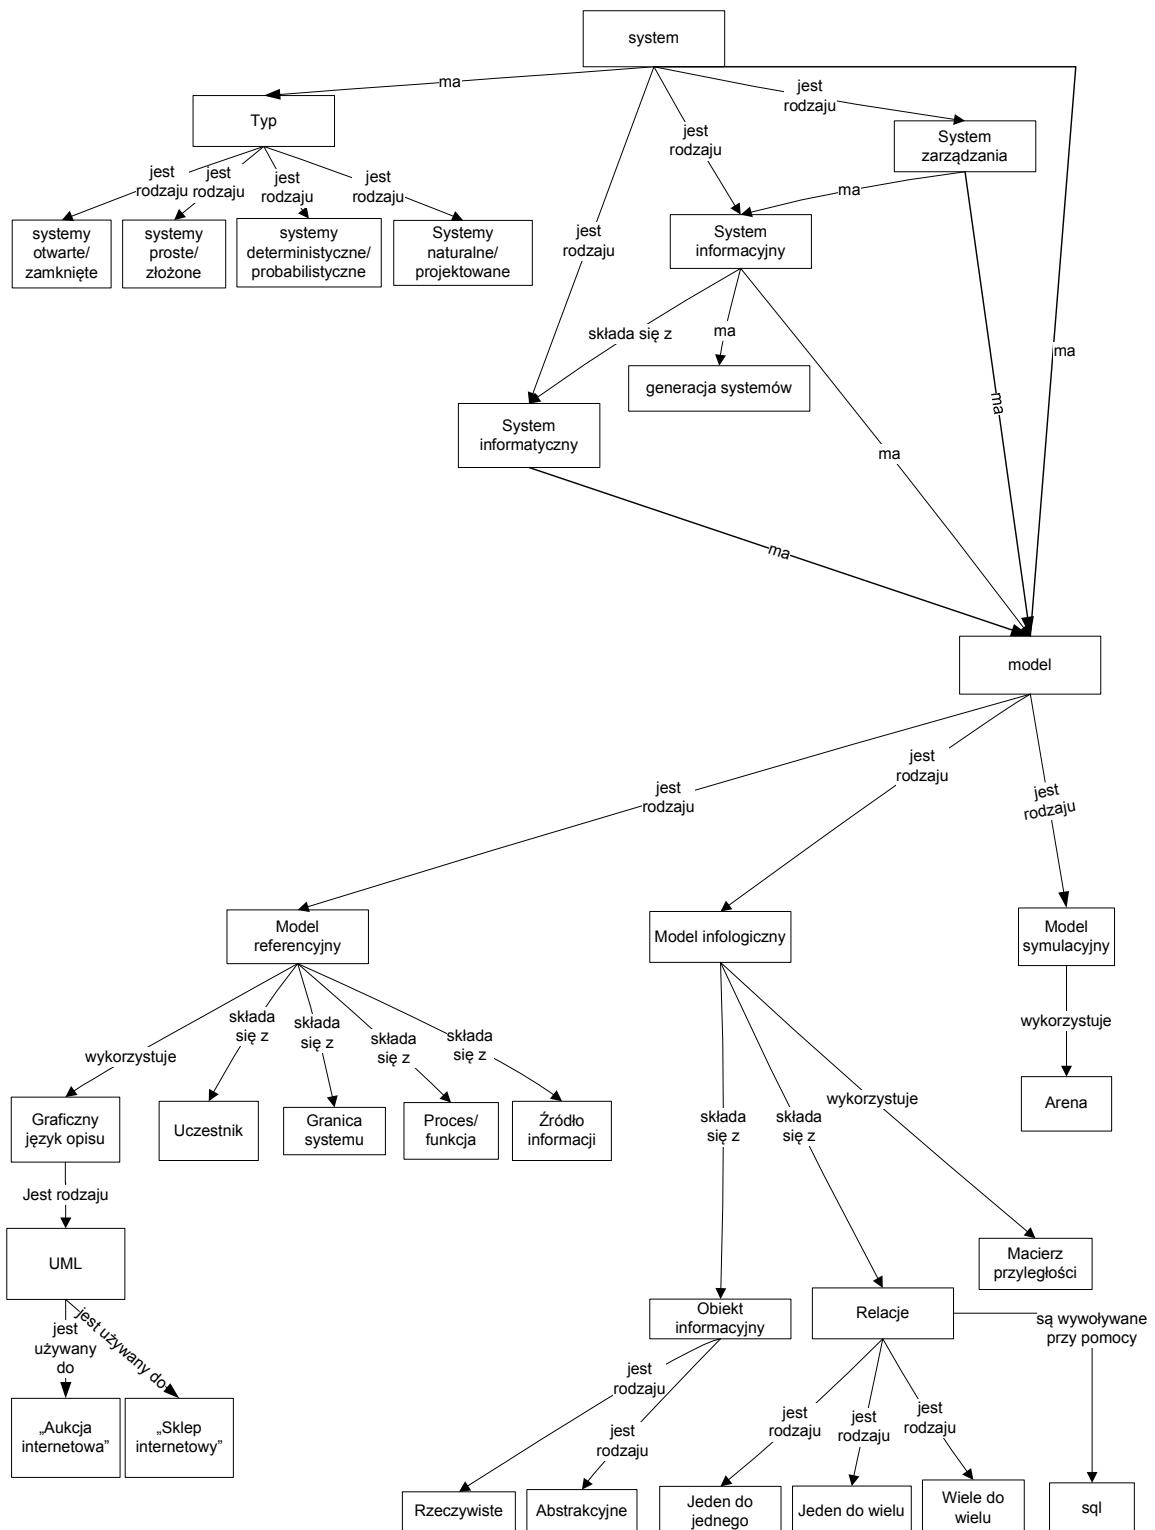 system
ma
jest
rodzaju
Typ
jest
rodzaju
System
zarządzania
jest
rodzaju
jest
rodzaju
jest
rodzaju
jest
rodzaju
ma
systemy
otwarte/
zamknięte
systemy
proste/
złożone
systemy
deterministyczne/
probabilistyczne
Systemy
naturalne/
projektowane
jest
rodzaju
System
informacyjny
składa się z
ma
ma
generacja systemów
ma
System
informatyczny
ma
ma
model
jest
rodzaju
jest
rodzaju
jest
rodzaju
Model
referencyjny
Model infologiczny
Model
symulacyjny
wykorzystuje
składa
się z
składa
się z
składa
się z
składa
się z
wykorzystuje
Graficzny
język opisu
Uczestnik
Granica
systemu
Proces/
funkcja
Źródło
informacji
składa
się z
składa
się z
wykorzystuje
Arena
Jest rodzaju
UML
Macierz
przyległości
jest
używany
do
jest używany do
Obiekt
informacyjny
Relacje
są wywoływane
przy pomocy
jest
rodzaju
jest
rodzaju
jest
rodzaju
jest
rodzaju
jest
rodzaju
„Aukcja
internetowa”
„Sklep
internetowy”
Rzeczywiste
Abstrakcyjne
Jeden do
jednego
Jeden do wielu
Wiele do
wielu
sql